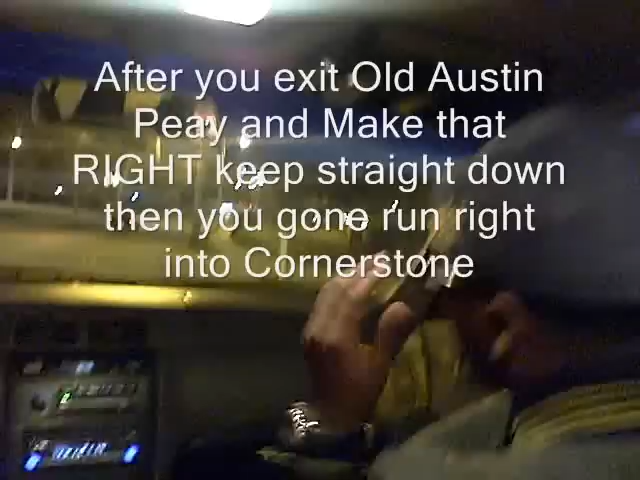 After you exit Old Austin
Peay and Make that
RIGHT keep straight down
then you gone run right
into Cornerstone